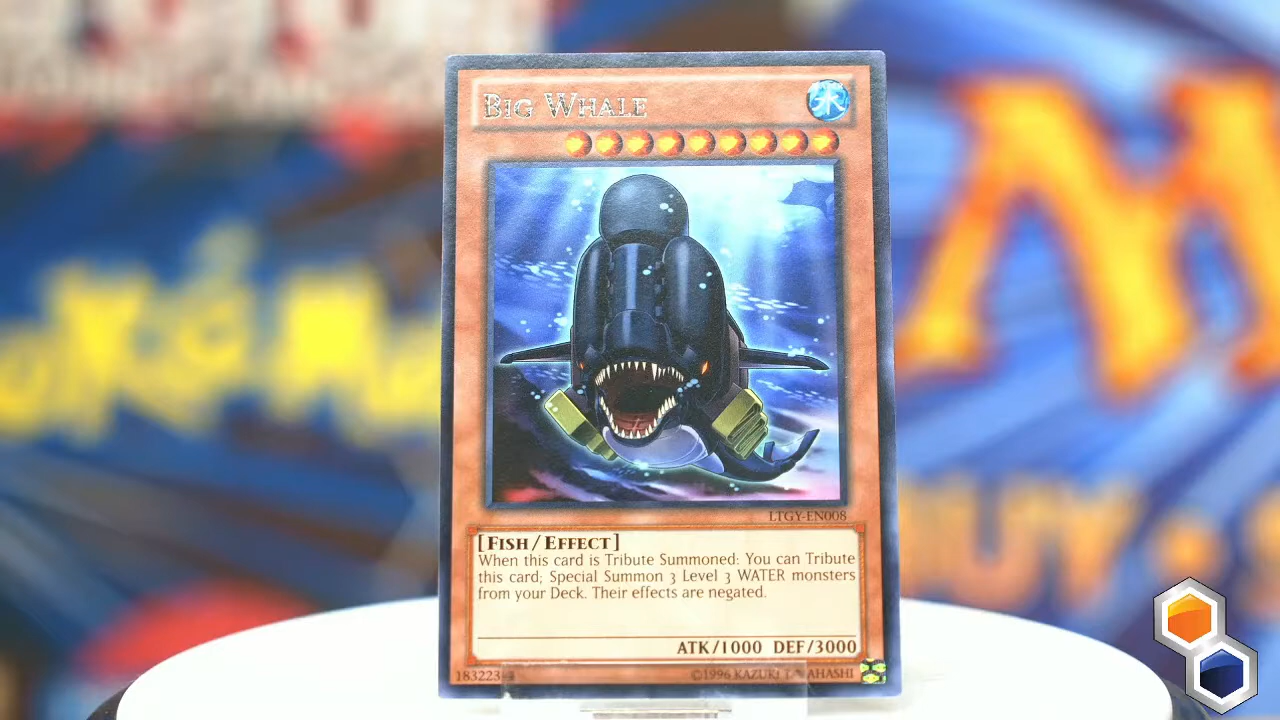 BIG WHALE
水
LTGY-EN008
[FISH/EFFECT]
When this card is Tribute Summoned: You can Tribute
this card; Special Summon 3 Level 3 WATER monsters
from your Deck. Their effects are negated.
ATK/1000 DEF/3000
©1996 KAZUKI TAKAHASHI